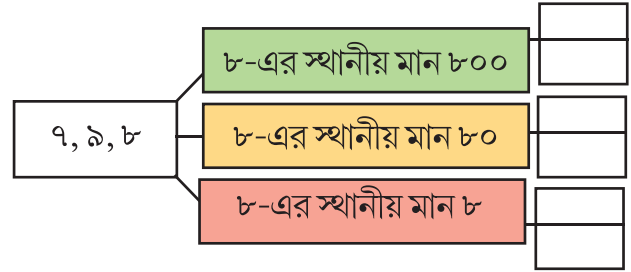 ৮-এর স্থানীয় মান ৮০০
৭, ৯, ৮
৮-এর স্থানীয় মান ৮০
৮-এর স্থানীয় মান ৮